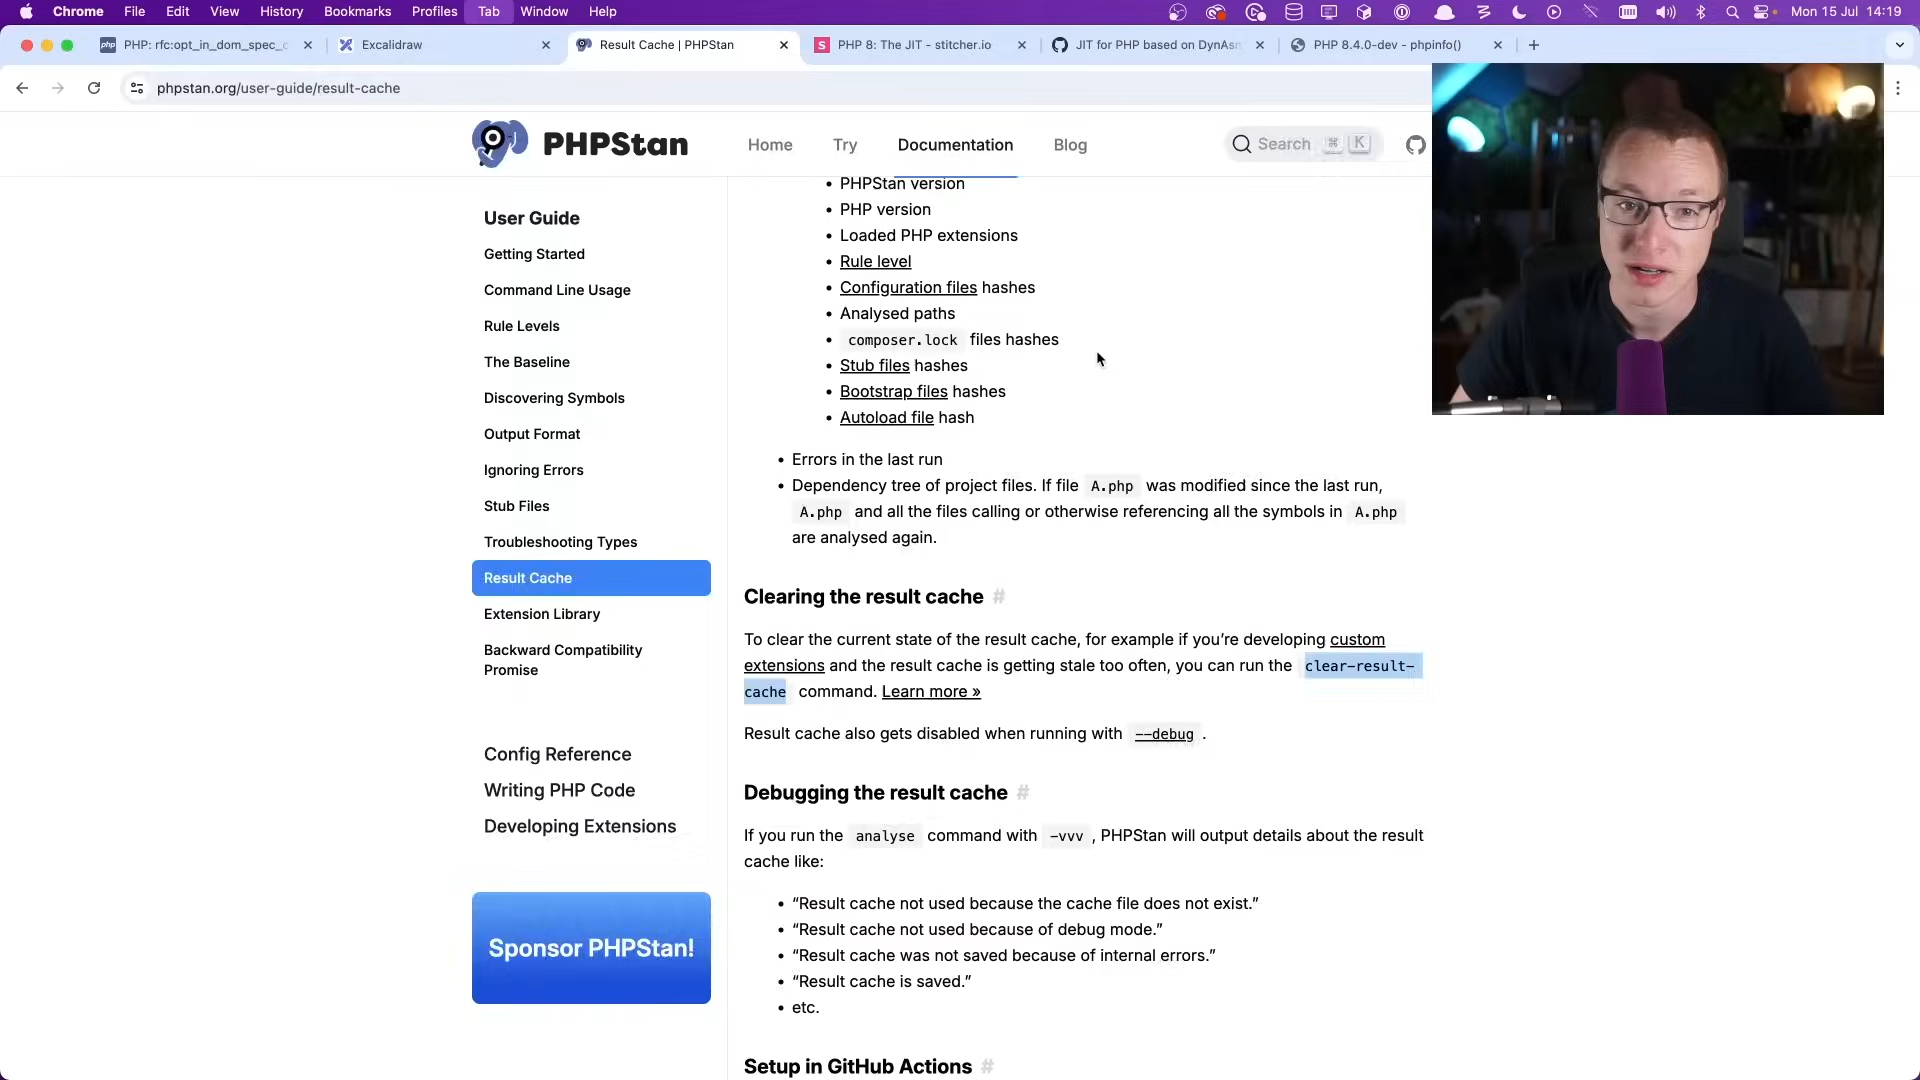 Chrome File Edit View History Bookmarks Profiles Tab Window Help Mon 15 Jul 14:19
PHP: rfc:opt_in_dom_spec_c
Excalidraw
Result Cache | PHPStan
PHP 8: The JIT - stitcher.io
JIT for PHP based on DynAsm
PHP 8.4.0-dev - phpinfo()
phpstan.org/user-guide/result-cache
PHPStan
Home Try Documentation Blog
Search ⌘ K
User Guide
Getting Started
Command Line Usage
Rule Levels
The Baseline
Discovering Symbols
Output Format
Ignoring Errors
Stub Files
Troubleshooting Types
Result Cache
Extension Library
Backward Compatibility
Promise
Config Reference
Writing PHP Code
Developing Extensions
Sponsor PHPStan!
• PHPStan version
• PHP version
• Loaded PHP extensions
• Rule level
• Configuration files hashes
• Analysed paths
• composer.lock files hashes
• Stub files hashes
• Bootstrap files hashes
• Autoload file hash
• Errors in the last run
• Dependency tree of project files. If file A.php was modified since the last run,
A.php and all the files calling or otherwise referencing all the symbols in A.php
are analysed again.
Clearing the result cache #
To clear the current state of the result cache, for example if you’re developing custom
extensions and the result cache is getting stale too often, you can run the clear-result-
cache command. Learn more »
Result cache also gets disabled when running with --debug .
Debugging the result cache #
If you run the analyse command with -vvv , PHPStan will output details about the result
cache like:
• “Result cache not used because the cache file does not exist.”
• “Result cache not used because of debug mode.”
• “Result cache was not saved because of internal errors.”
• “Result cache is saved.”
• etc.
Setup in GitHub Actions #